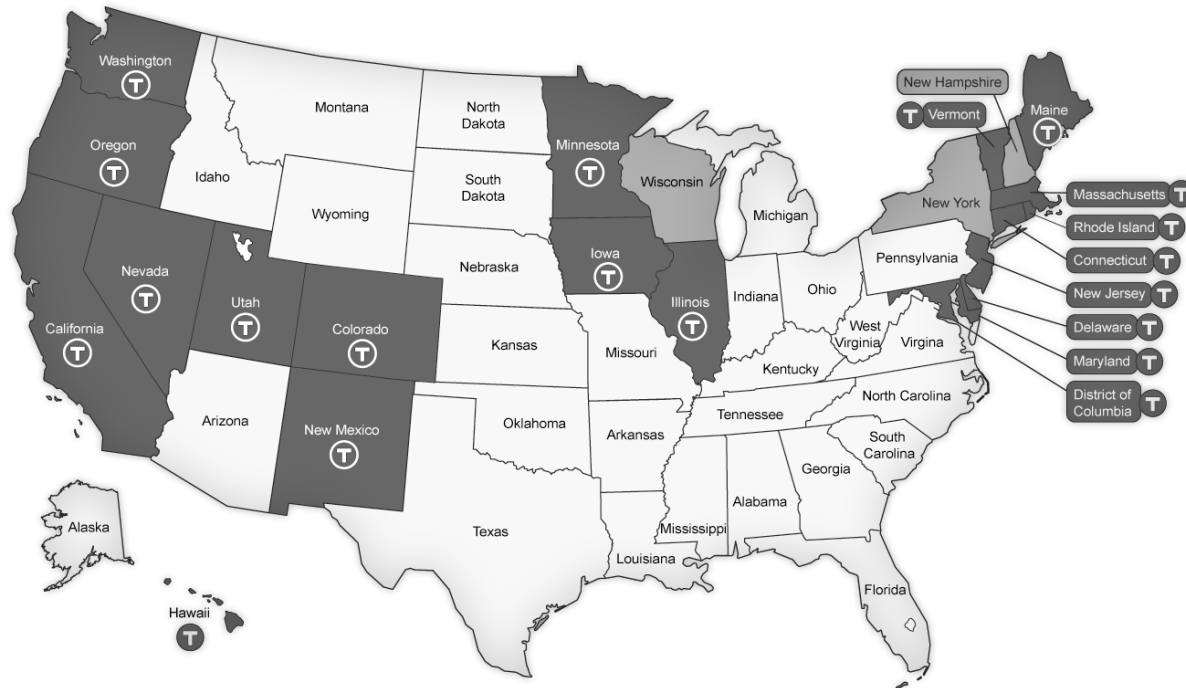 Washington
T
Montana
North
Dakota
Minnesota
T
New Hampshire
T Vermont
Maine
T
Oregon
T
Idaho
South
Dakota
Wisconsin
Michigan
New York
Massachusetts T
Wyoming
Rhode Island T
Nevada
T
Utah
T
Nebraska
Iowa
T
Illinois
T
Indiana
Ohio
Pennsylvania
Connecticut T
New Jersey T
California
T
Colorado
T
Kansas
Missouri
West
Virginia
Virgina
Delaware T
Kentucky
Maryland T
Arizona
New Mexico
T
Oklahoma
Arkansas
Tennessee
North Carolina
District of
Columbia T
South
Carolina
Georgia
Alabama
Mississippi
Alaska
Texas
Louisiana
Florida
Hawaii
T